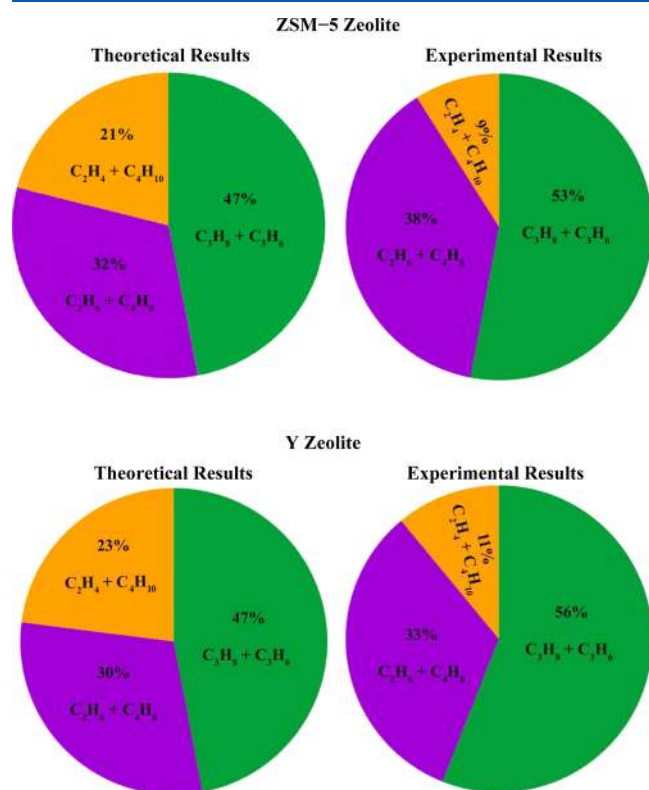 ZSM−5 Zeolite
Theoretical Results
Experimental Results
21%
C₂H₄ + C₄H₁₀
47%
C₃H₈ + C₃H₆
32%
C₂H₆ + C₄H₈
9%
C₂H₄ + C₄H₁₀
53%
C₃H₈ + C₃H₆
38%
C₂H₆ + C₄H₈
Y Zeolite
Theoretical Results
Experimental Results
23%
C₂H₄ + C₄H₁₀
47%
C₃H₈ + C₃H₆
30%
C₂H₆ + C₄H₈
11%
C₂H₄ + C₄H₁₀
56%
C₃H₈ + C₃H₆
33%
C₂H₆ + C₄H₈